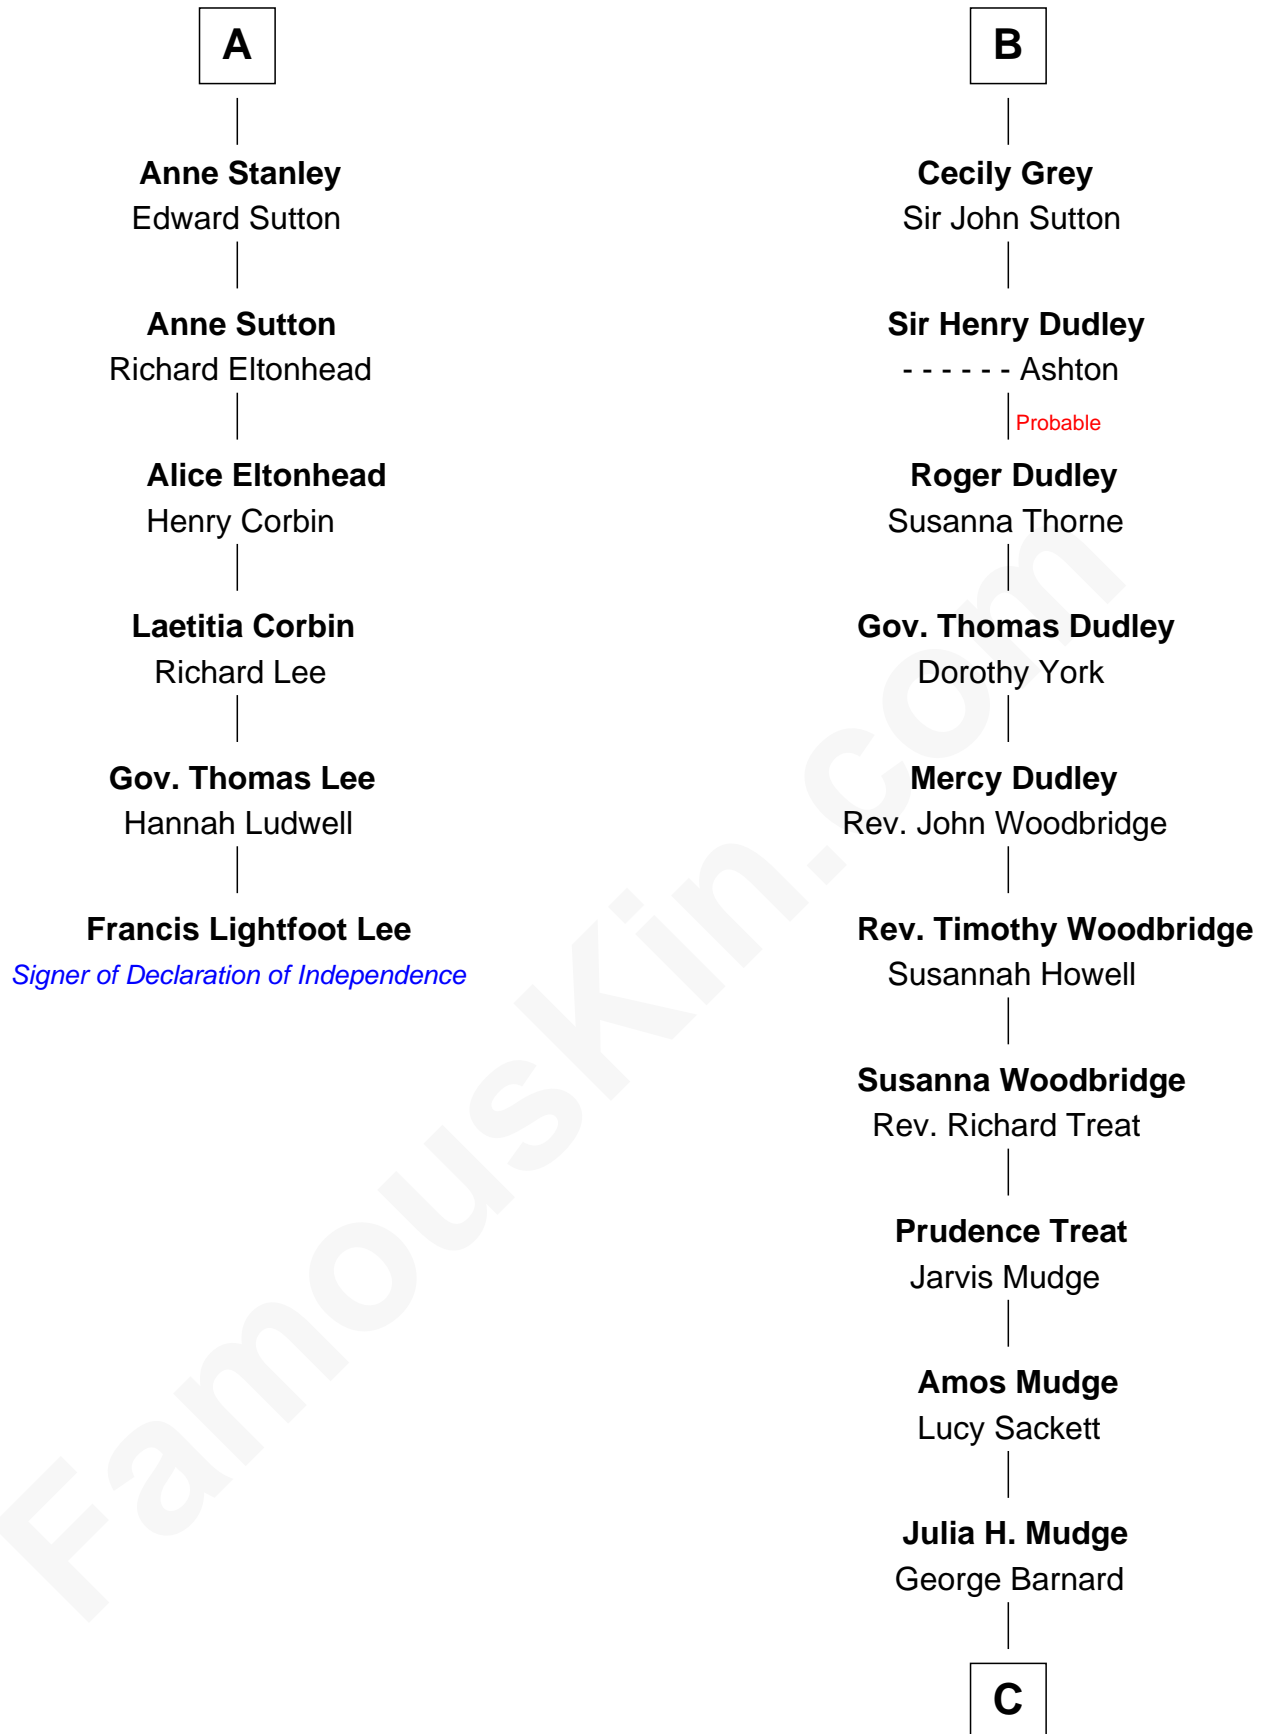 A
Anne Stanley
Edward Sutton
Anne Sutton
Richard Eltonhead
Alice Eltonhead
Henry Corbin
Laetitia Corbin
Richard Lee
Gov. Thomas Lee
Hannah Ludwell
Francis Lightfoot Lee
Signer of Declaration of Independence
B
Cecily Grey
Sir John Sutton
Sir Henry Dudley
- - - - - - Ashton
Probable
Roger Dudley
Susanna Thorne
Gov. Thomas Dudley
Dorothy York
Mercy Dudley
Rev. John Woodbridge
Rev. Timothy Woodbridge
Susannah Howell
Susanna Woodbridge
Rev. Richard Treat
Prudence Treat
Jarvis Mudge
Amos Mudge
Lucy Sackett
Julia H. Mudge
George Barnard
C
FamousKin.com